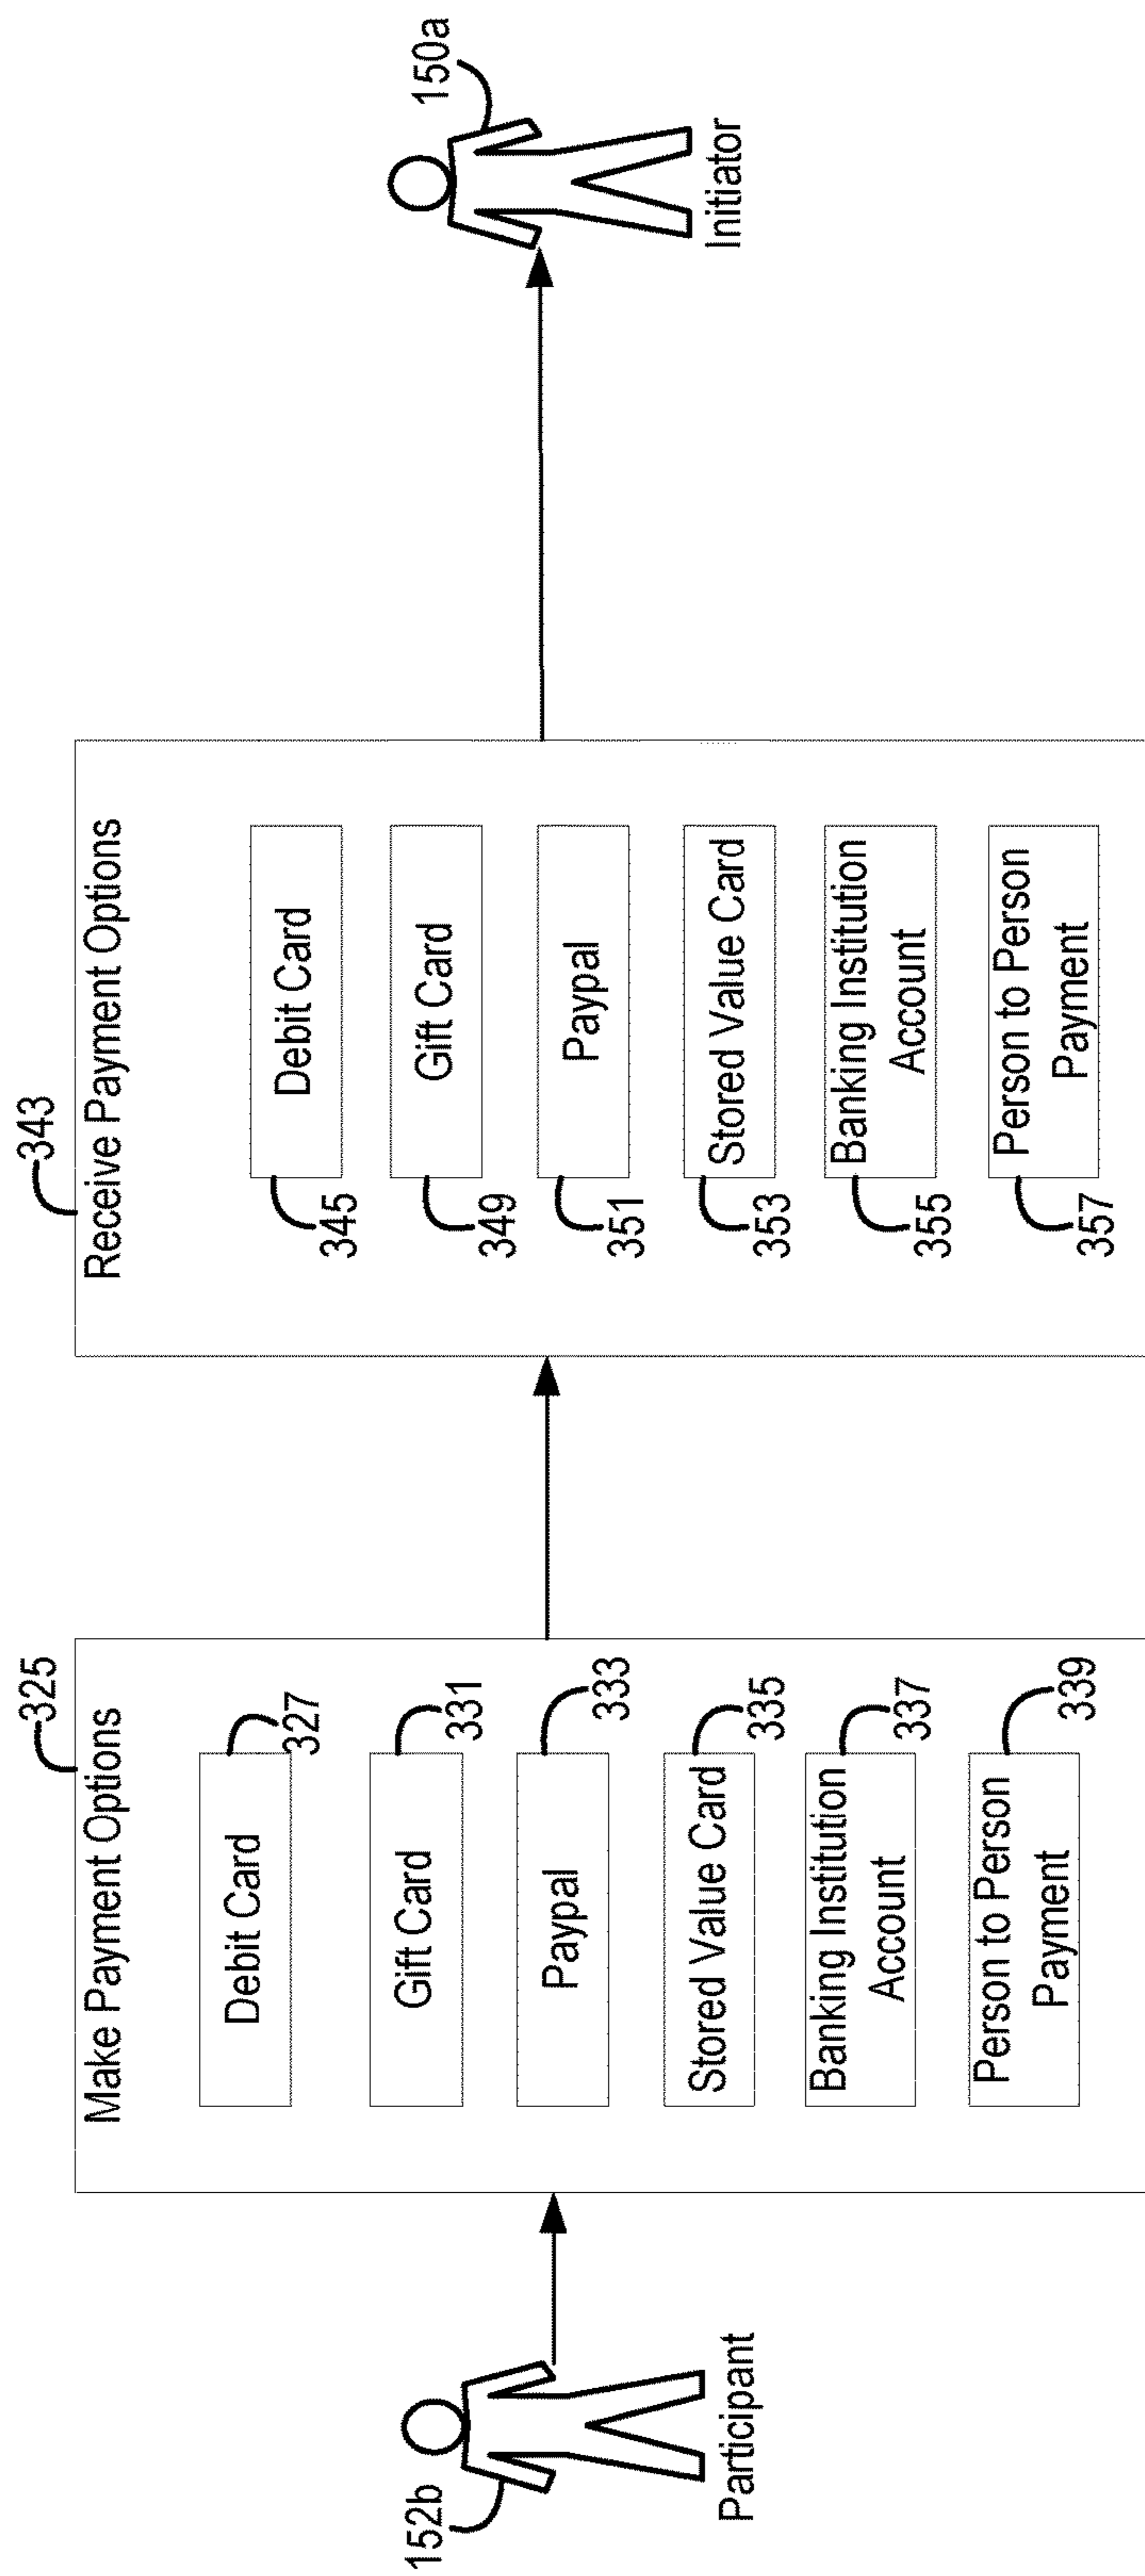 152b
Participant
Make Payment Options
325
Debit Card
327
Gift Card
331
Paypal
333
Stored Value Card
335
Banking Institution
Account
337
Person to Person
Payment
339
343
Receive Payment Options
Debit Card
345
Gift Card
349
Paypal
351
Stored Value Card
353
Banking Institution
Account
355
Person to Person
Payment
357
150a
Initiator